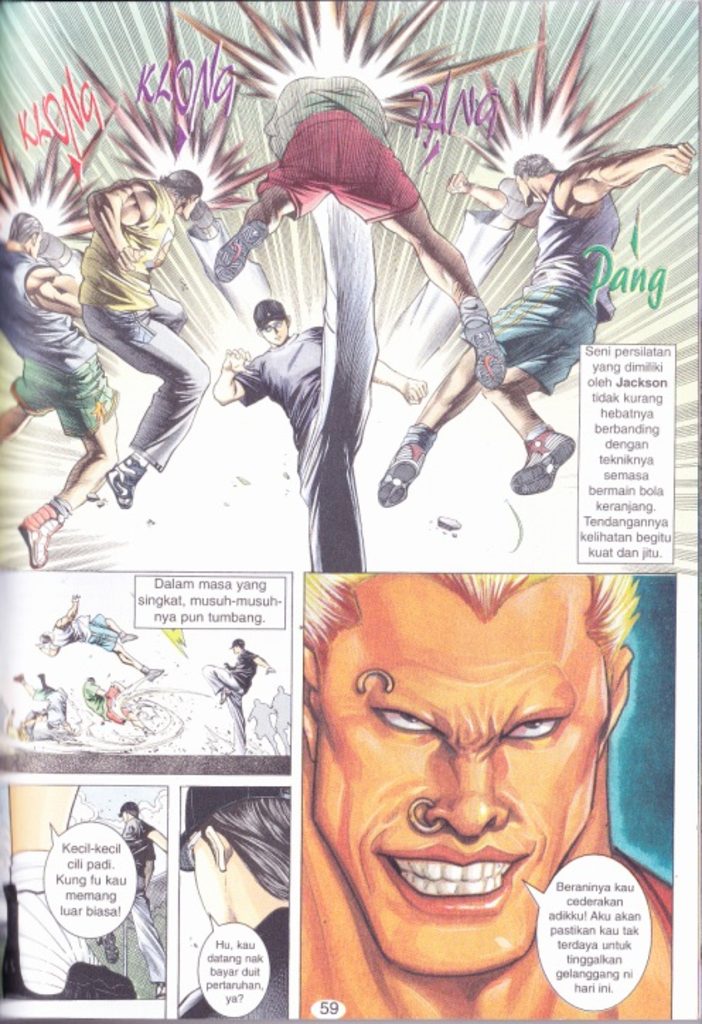 KLONG
KLONG
PANG
Pang
Seni persilatan
yang dimiliki
oleh Jackson
tidak kurang
hebatnya
berbanding
dengan
tekniknya
semasa
bermain bola
keranjang.
Tendangannya
kelihatan begitu
kuat dan jitu.
Dalam masa yang
singkat, musuh-musuh-
nya pun tumbang.
Kecil-kecil
cili padi.
Kung fu kau
memang
luar biasa!
Hu, kau
datang nak
bayar duit
pertaruhan,
ya?
Beraninya kau
cederakan
adikku! Aku akan
pastikan kau tak
terdaya untuk
tinggalkan
gelanggang ni
hari ini.
59